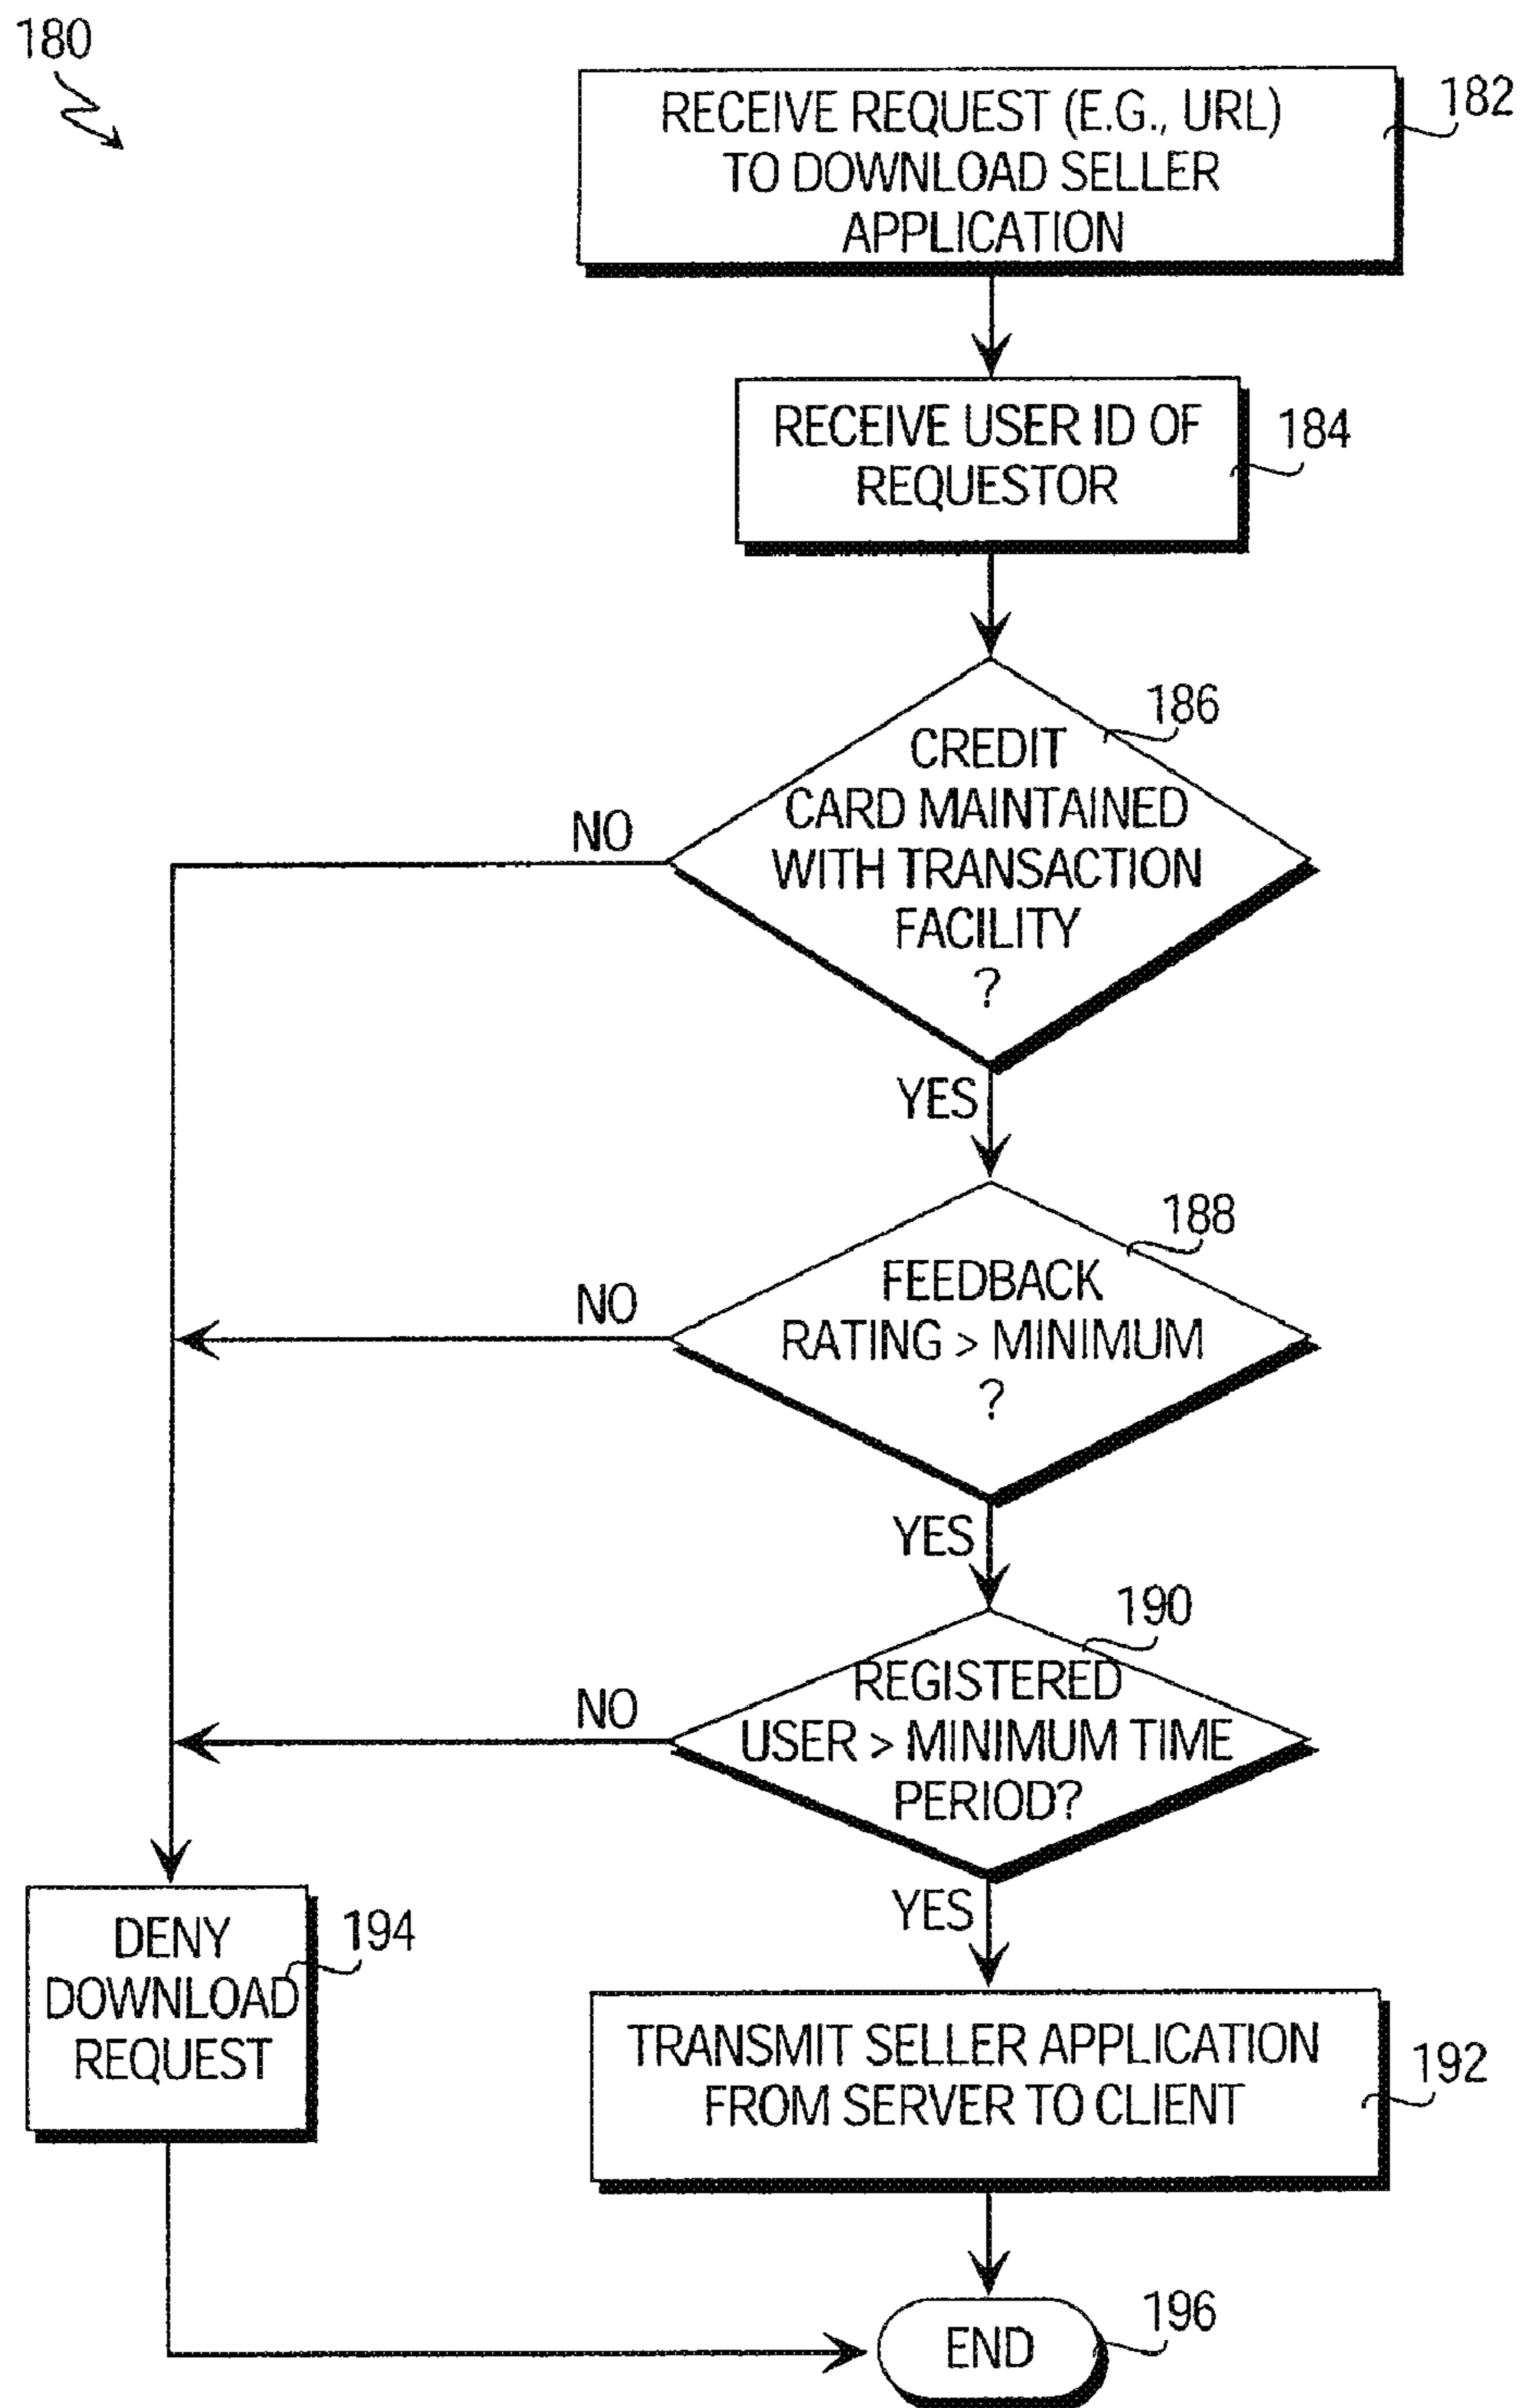 180
RECEIVE REQUEST (E.G., URL)
TO DOWNLOAD SELLER
APPLICATION
182
RECEIVE USER ID OF
REQUESTOR
184
CREDIT
CARD MAINTAINED
WITH TRANSACTION
FACILITY
?
186
NO
YES
FEEDBACK
RATING > MINIMUM
?
188
NO
YES
REGISTERED
USER > MINIMUM TIME
PERIOD?
190
NO
YES
DENY
DOWNLOAD
REQUEST
194
TRANSMIT SELLER APPLICATION
FROM SERVER TO CLIENT
192
END
196